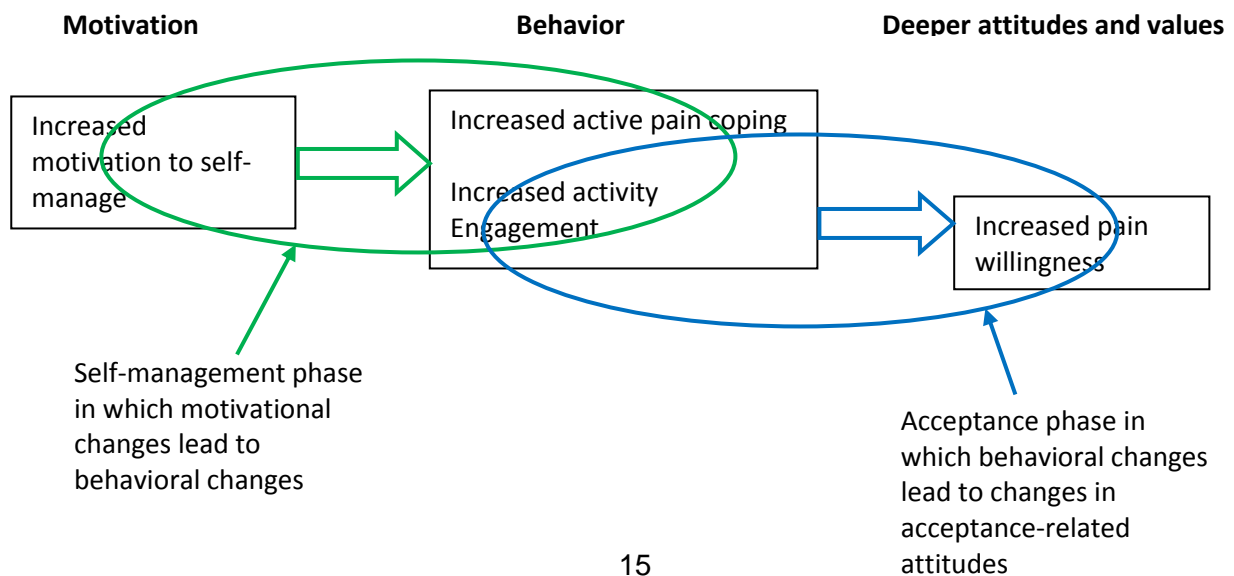 Motivation
Behavior
Deeper attitudes and values
Increased
motivation to self-
manage
Increased active pain coping
Increased activity
Engagement
Increased pain
willingness
Self-management phase
in which motivational
changes lead to
behavioral changes
Acceptance phase in
which behavioral changes
lead to changes in
acceptance-related
attitudes
15